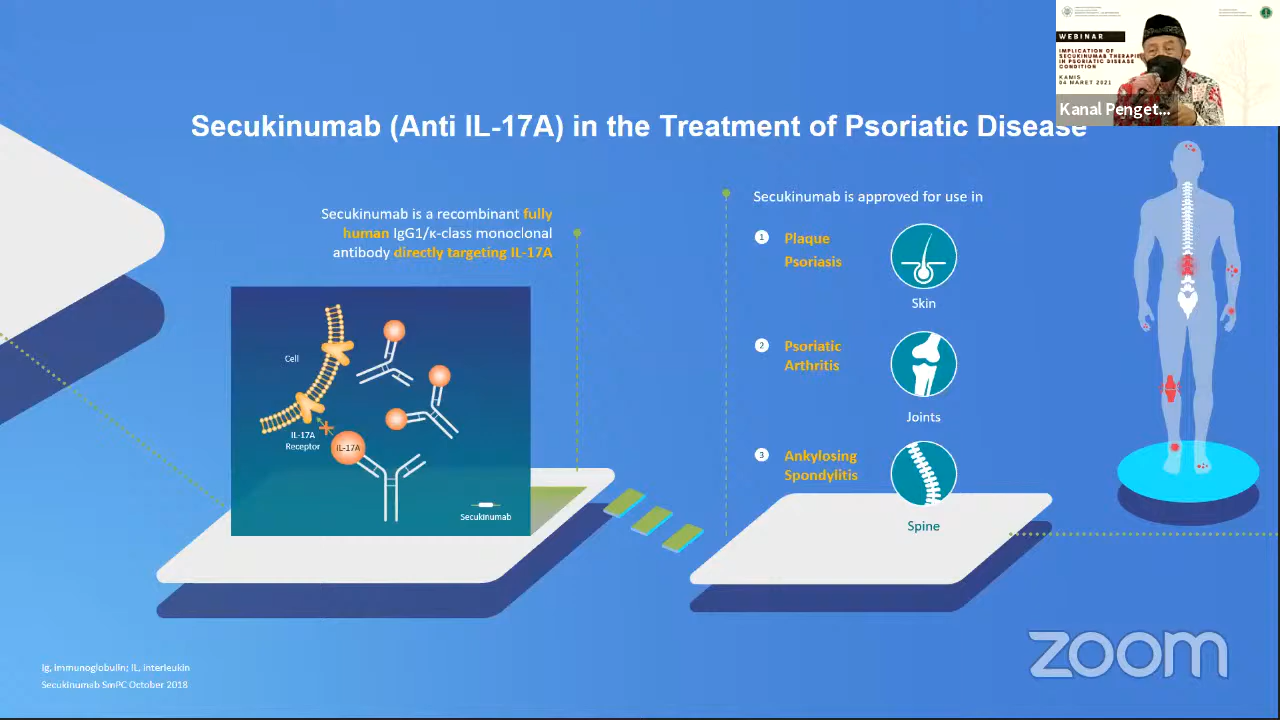 WEBINAR
IMPLICATION OF
SECUKINUMAB THERAPIE
IN PSORIATIC DISEASE
CONDITION
KAMIS
04 MARET 2021
Kanal Penget...
Secukinumab (Anti IL-17A) in the Treatment of Psoriatic Disease
Secukinumab is a recombinant fully
human IgG1/κ-class monoclonal
antibody directly targeting IL-17A
Cell
IL-17A
Receptor
IL-17A
Secukinumab
Secukinumab is approved for use in
1 Plaque
Psoriasis
Skin
2 Psoriatic
Arthritis
Joints
3 Ankylosing
Spondylitis
Spine
Ig, immunoglobulin; IL, interleukin
Secukinumab SmPC October 2018
zoom